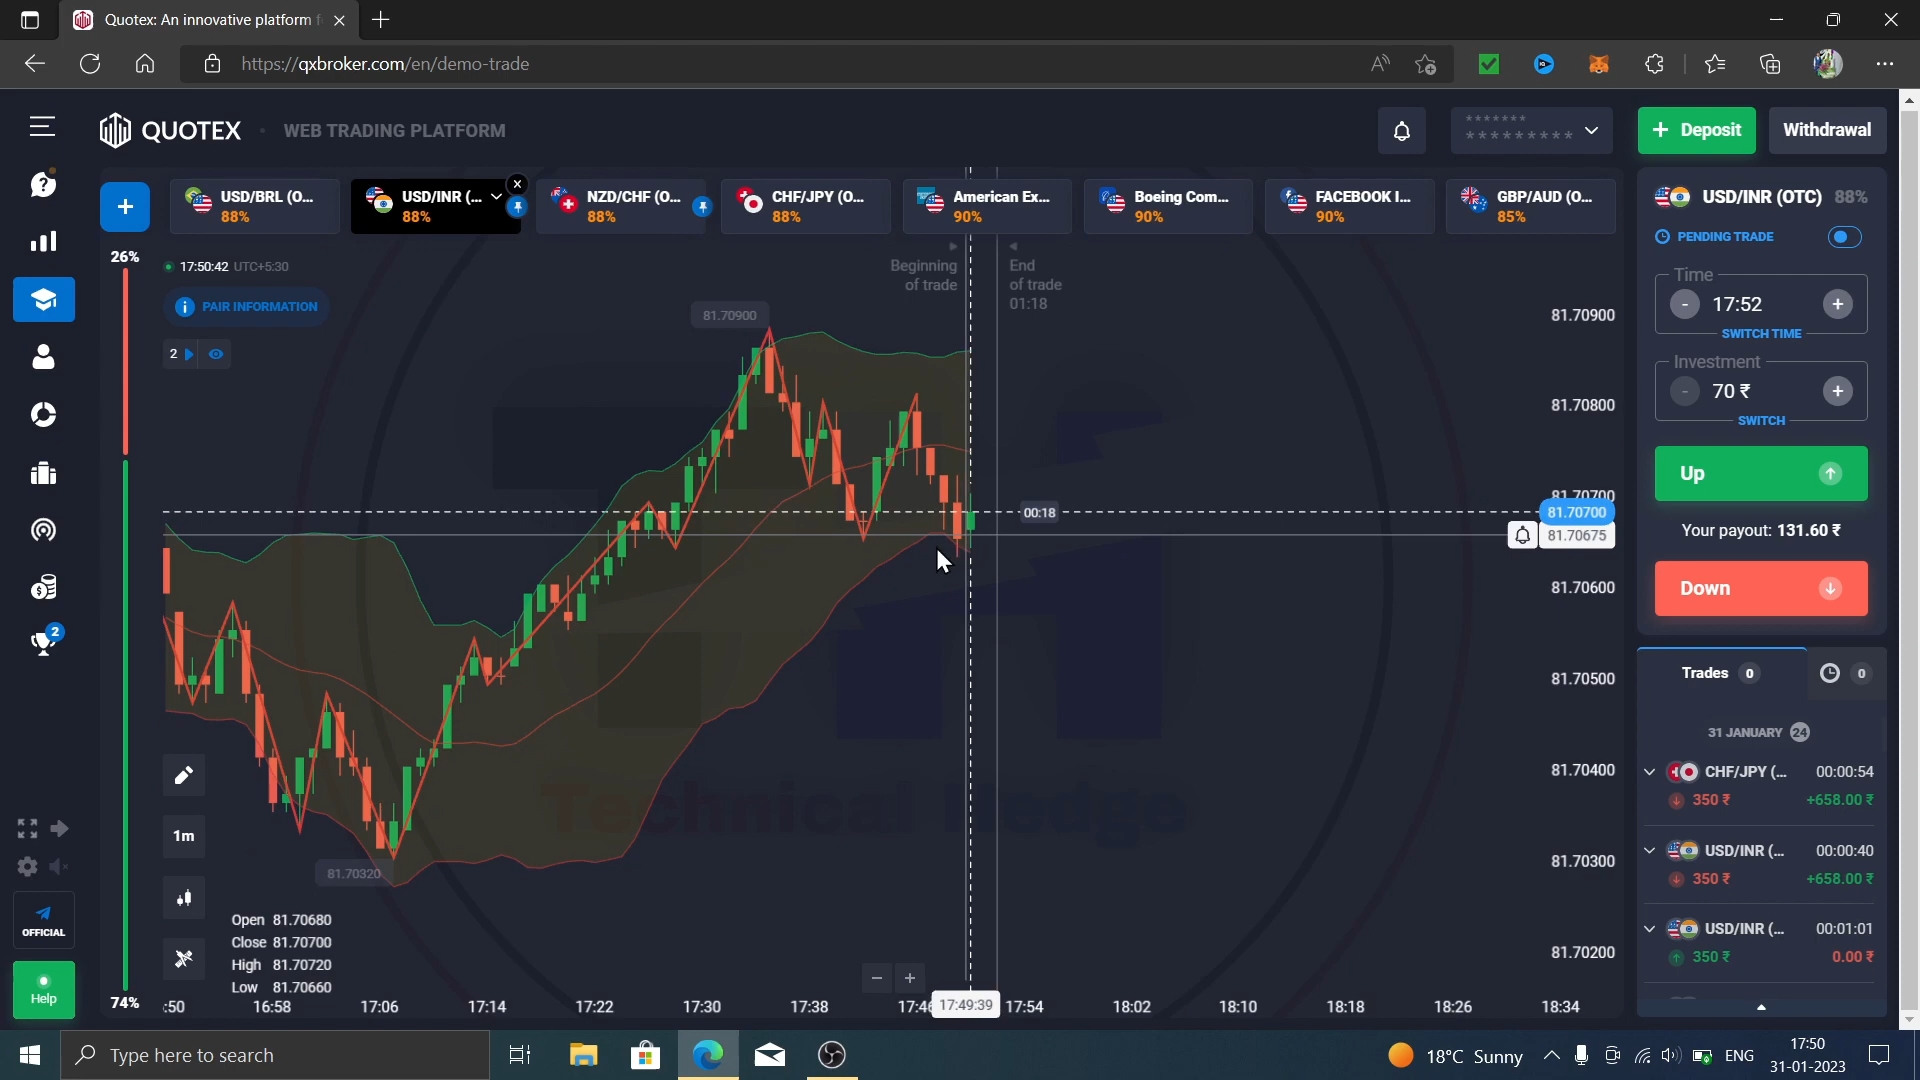 Quotex: An innovative platform f
https://qxbroker.com/en/demo-trade
QUOTEX
WEB TRADING PLATFORM
*******
*********
+ Deposit
Withdrawal
USD/BRL (O...
88%
USD/INR (...
88%
NZD/CHF (O...
88%
CHF/JPY (O...
88%
American Ex...
90%
Boeing Com...
90%
FACEBOOK I...
90%
GBP/AUD (O...
85%
26%
17:50:42 UTC+5:30
PAIR INFORMATION
2
Beginning
of trade
End
of trade
01:18
81.70900
81.70320
00:18
81.70900
81.70800
81.70700
81.70700
81.70675
81.70600
81.70500
81.70400
81.70300
81.70200
Technical Hedge
1m
Open 81.70680
Close 81.70700
High 81.70720
Low 81.70660
74%
:50
16:58
17:06
17:14
17:22
17:30
17:38
17:46
17:49:39
17:54
18:02
18:10
18:18
18:26
18:34
USD/INR (OTC) 88%
PENDING TRADE
Time
- 17:52 +
SWITCH TIME
Investment
- 70 ₹ +
SWITCH
Up
Your payout: 131.60 ₹
Down
Trades 0
0
31 JANUARY 24
CHF/JPY (... 00:00:54
350 ₹ +658.00 ₹
USD/INR (... 00:00:40
350 ₹ +658.00 ₹
USD/INR (... 00:01:01
350 ₹ 0.00 ₹
2
OFFICIAL
Help
Type here to search
18°C Sunny
ENG
17:50
31-01-2023